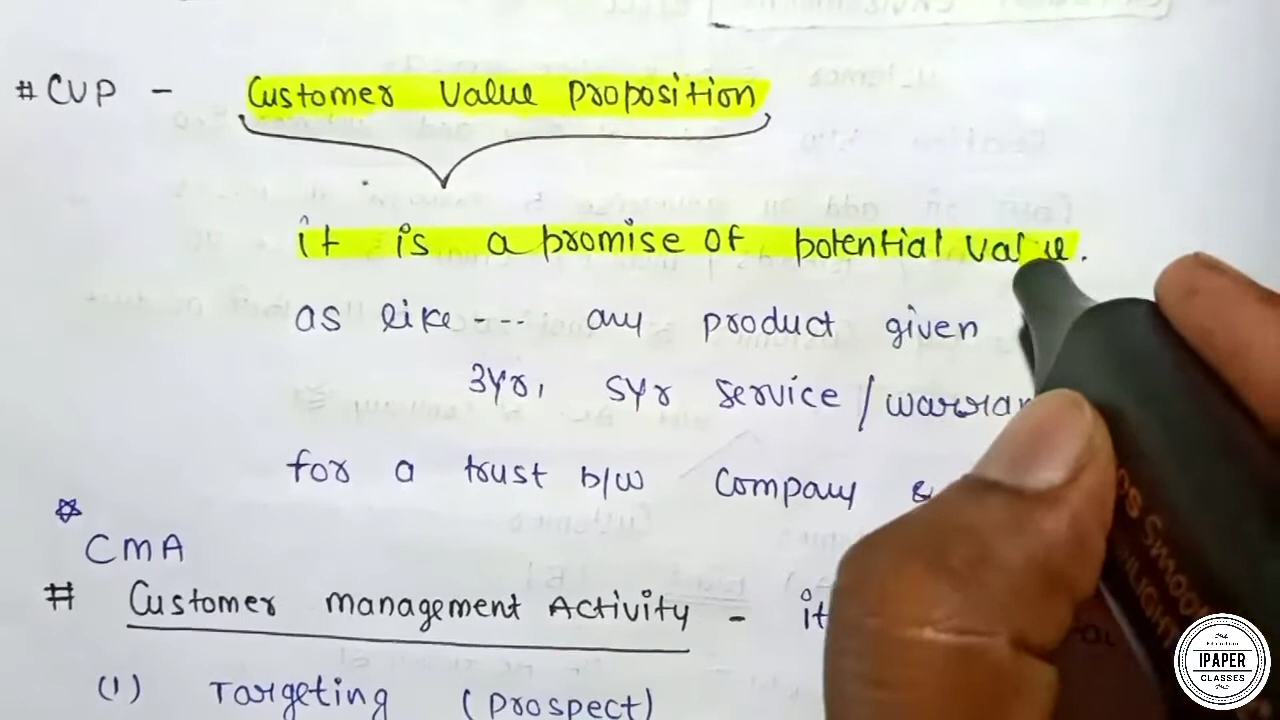 # CVP - Customer Value proposition
it is a promise of potential value.
as like ---- any product given
3yr, 5yr service /
for a trust b/w company &
CMA
# Customer management Activity - it
(1) Targeting (prospect)
IPAPER
CLASSES